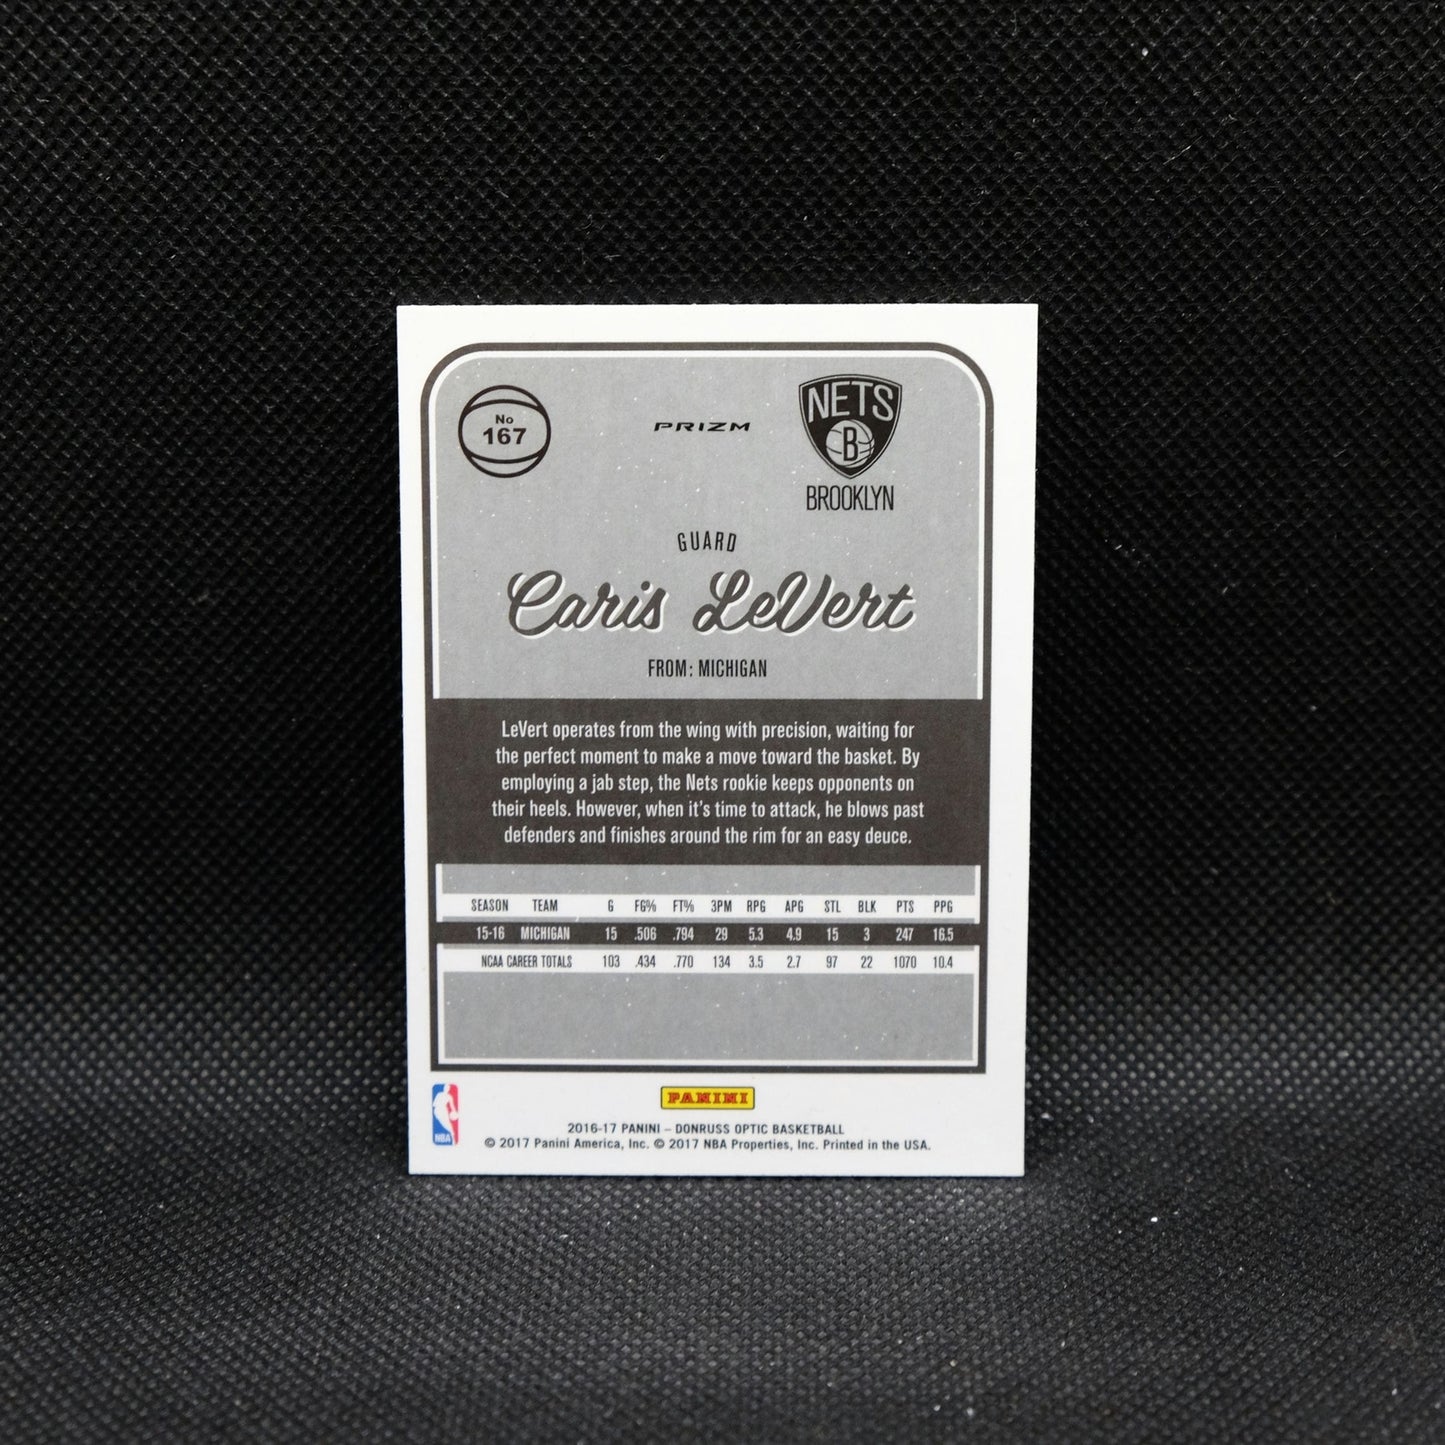 No
167
PRIZM
NETS
B
BROOKLYN
GUARD
Caris LeVert
FROM: MICHIGAN
LeVert operates from the wing with precision, waiting for
the perfect moment to make a move toward the basket. By
employing a jab step, the Nets rookie keeps opponents on
their heels. However, when it's time to attack, he blows past
defenders and finishes around the rim for an easy deuce.
SEASON TEAM G FG% FT% 3PM RPG APG STL BLK PTS PPG
15-16 MICHIGAN 15 .506 .794 29 5.3 4.9 15 3 247 16.5
NCAA CAREER TOTALS 103 .434 .770 134 3.5 2.7 97 22 1070 10.4
NBA
PANINI
2016-17 PANINI – DONRUSS OPTIC BASKETBALL
© 2017 Panini America, Inc. © 2017 NBA Properties, Inc. Printed in the USA.